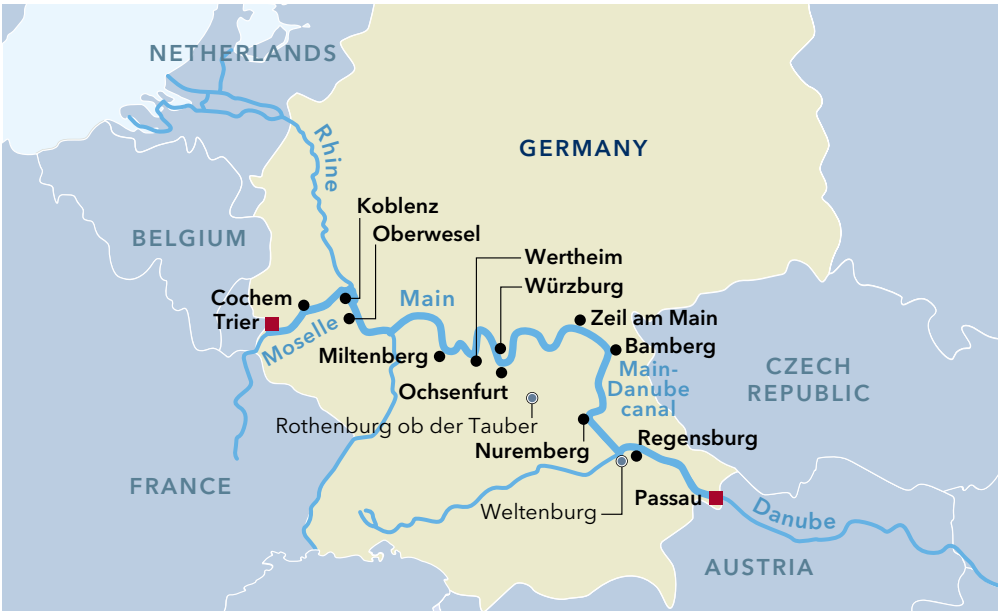 NETHERLANDS
Rhine
GERMANY
Koblenz
Oberwesel
BELGIUM
Wertheim
Würzburg
Cochem
Main
Zeil am Main
Trier
Moselle
Miltenberg
Bamberg
Main-
Danube
canal
CZECH
REPUBLIC
Ochsenfurt
Rothenburg ob der Tauber
Nuremberg
Regensburg
FRANCE
Weltenburg
Passau
Danube
AUSTRIA